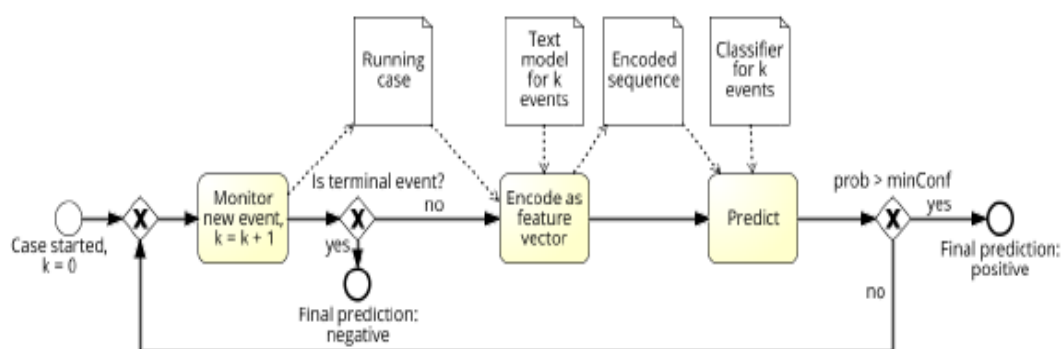 Running
case
Text
model
for k
events
Encoded
sequence
Classifier
for k
events
Is terminal event?
no
prob > minConf
yes
Monitor
new event,
k = k + 1
X
X
Encode as
feature
vector
Predict
X
Case started,
k = 0
yes
Final prediction:
negative
Final prediction:
positive
no